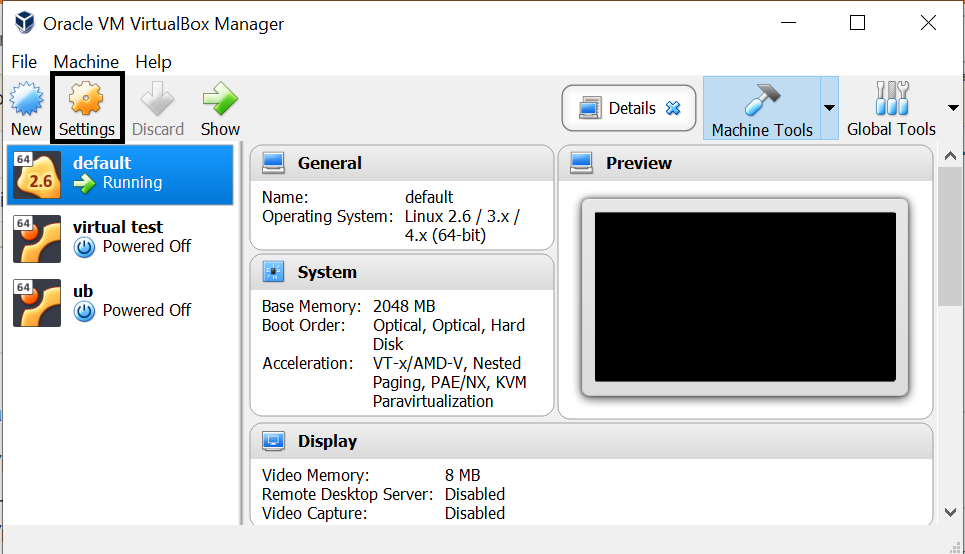 Oracle VM VirtualBox Manager
File Machine Help
New Settings Discard Show Details Machine Tools Global Tools
64 2.6 default
Running
64 virtual test
Powered Off
64 ub
Powered Off
General
Name: default
Operating System: Linux 2.6 / 3.x /
4.x (64-bit)
Preview
System
Base Memory: 2048 MB
Boot Order: Optical, Optical, Hard
Disk
Acceleration: VT-x/AMD-V, Nested
Paging, PAE/NX, KVM
Paravirtualization
Display
Video Memory: 8 MB
Remote Desktop Server: Disabled
Video Capture: Disabled